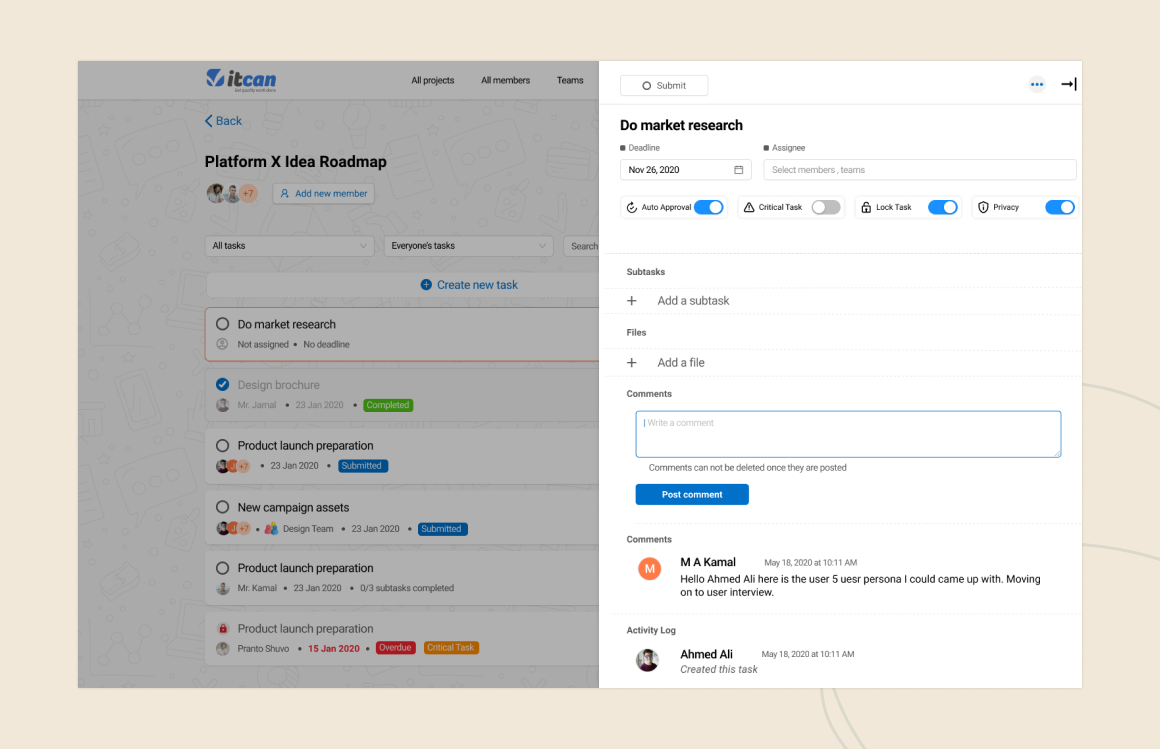 itcan
All projects All members Teams
Back
Platform X Idea Roadmap
+7 Add new member
All tasks Everyone's tasks Search
Create new task
Do market research
Not assigned • No deadline
Design brochure
Mr. Jamal • 23 Jan 2020 • Completed
Product launch preparation
J +7 • 23 Jan 2020 • Submitted
New campaign assets
J +7 • Design Team • 23 Jan 2020 • Submitted
Product launch preparation
Mr. Kamal • 23 Jan 2020 • 0/3 subtasks completed
Product launch preparation
Pranto Shuvo • 15 Jan 2020 • Overdue Critical Task
Submit
Do market research
Deadline Assignee
Nov 26, 2020 Select members , teams
Auto Approval Critical Task Lock Task Privacy
Subtasks
+ Add a subtask
Files
+ Add a file
Comments
Write a comment
Comments can not be deleted once they are posted
Post comment
Comments
M M A Kamal May 18, 2020 at 10:11 AM
Hello Ahmed Ali here is the user 5 uesr persona I could came up with. Moving
on to user interview.
Activity Log
Ahmed Ali May 18, 2020 at 10:11 AM
Created this task